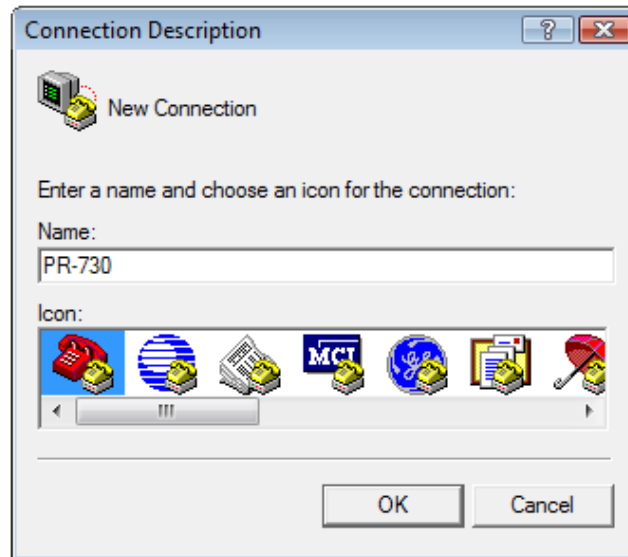 Connection Description
New Connection
Enter a name and choose an icon for the connection:
Name:
PR-730
Icon:
MCI
OK Cancel